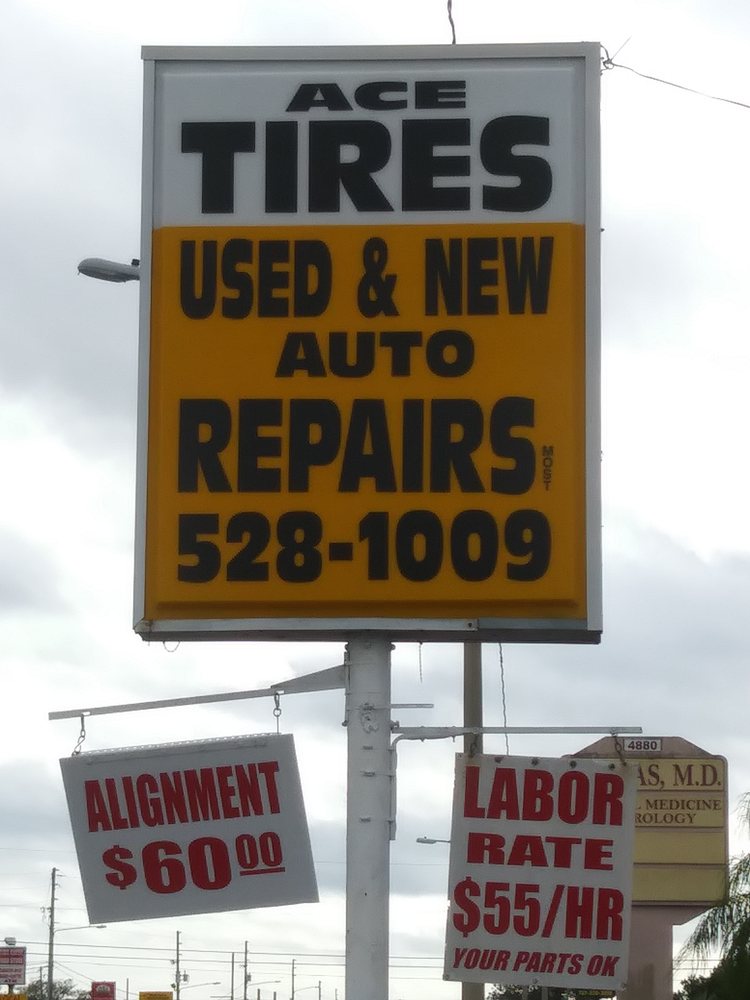 ACE
TIRES
USED & NEW
AUTO
REPAIRS
MOST
528-1009
ALIGNMENT
$60 00
LABOR
RATE
$55/HR
YOUR PARTS OK
4880
AS, M.D.
MEDICINE
ROLOGY